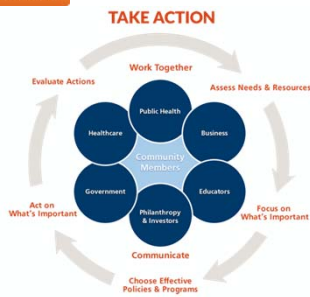 TAKE ACTION
Work Together
Evaluate Actions
Assess Needs & Resources
Public Health
Healthcare
Business
Community
Members
Government
Educators
Philanthropy
& Investors
Act on
What's Important
Focus on
What's Important
Communicate
Choose Effective
Policies & Programs